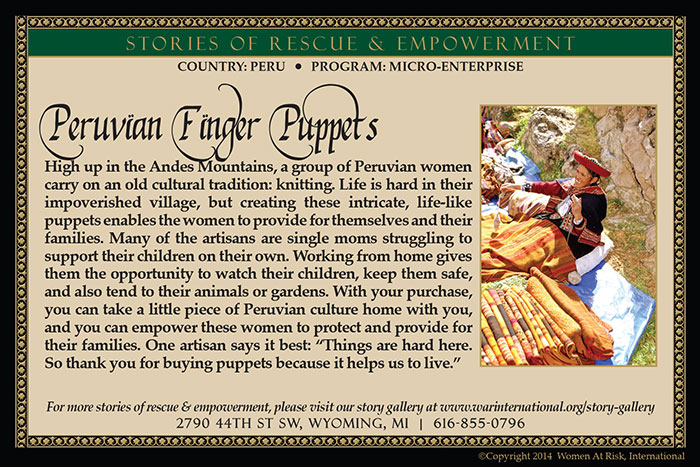 STORIES OF RESCUE & EMPOWERMENT
COUNTRY: PERU • PROGRAM: MICRO-ENTERPRISE
Peruvian Finger Puppets
High up in the Andes Mountains, a group of Peruvian women
carry on an old cultural tradition: knitting. Life is hard in their
impoverished village, but creating these intricate, life-like
puppets enables the women to provide for themselves and their
families. Many of the artisans are single moms struggling to
support their children on their own. Working from home gives
them the opportunity to watch their children, keep them safe,
and also tend to their animals or gardens. With your purchase,
you can take a little piece of Peruvian culture home with you,
and you can empower these women to protect and provide for
their families. One artisan says it best: “Things are hard here.
So thank you for buying puppets because it helps us to live.”
For more stories of rescue & empowerment, please visit our story gallery at www.warinternational.org/story-gallery
2790 44TH ST SW, WYOMING, MI | 616-855-0796
©Copyright 2014 Women At Risk, International